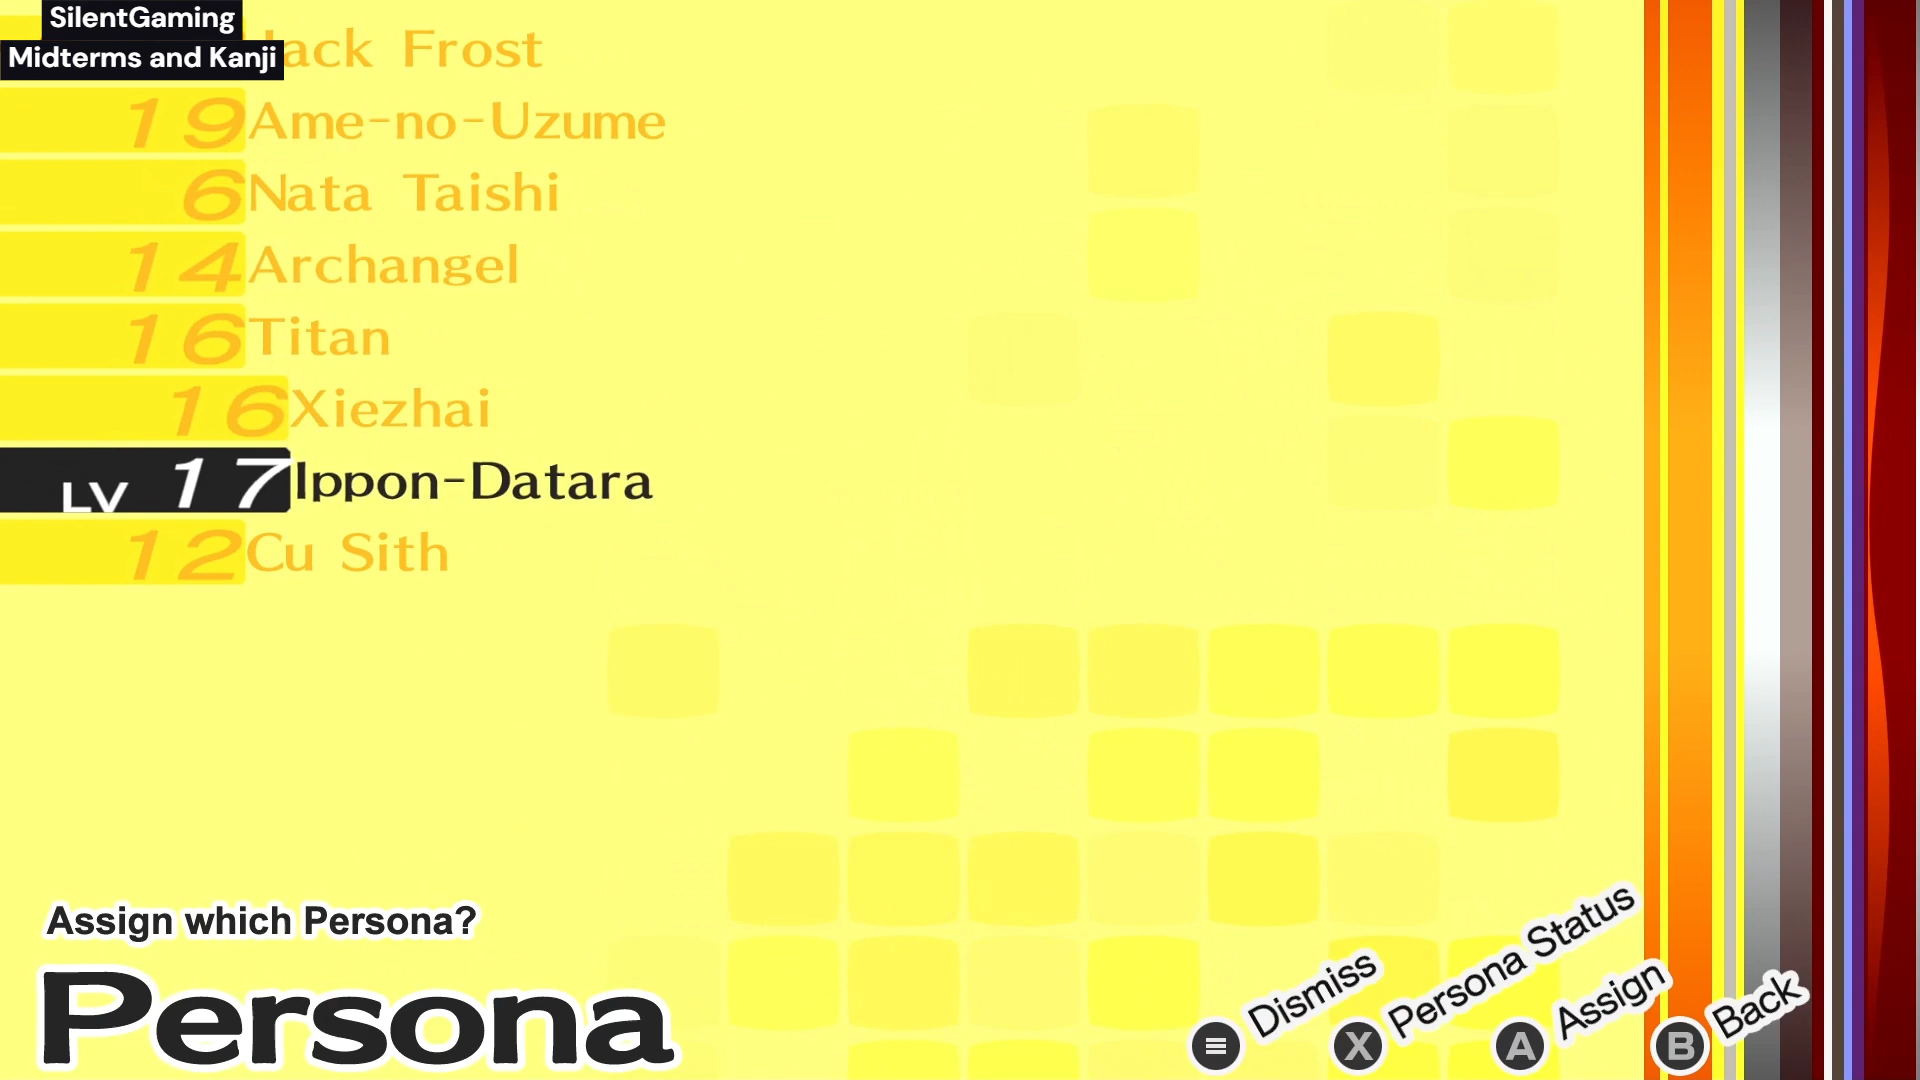 SilentGaming
Midterms and Kanji
ack Frost
19 Ame-no-Uzume
6 Nata Taishi
14 Archangel
16 Titan
16 Xiezhai
LV 17 Ippon-Datara
12 Cu Sith
Assign which Persona?
Persona
Dismiss
X Persona Status
A Assign
B Back